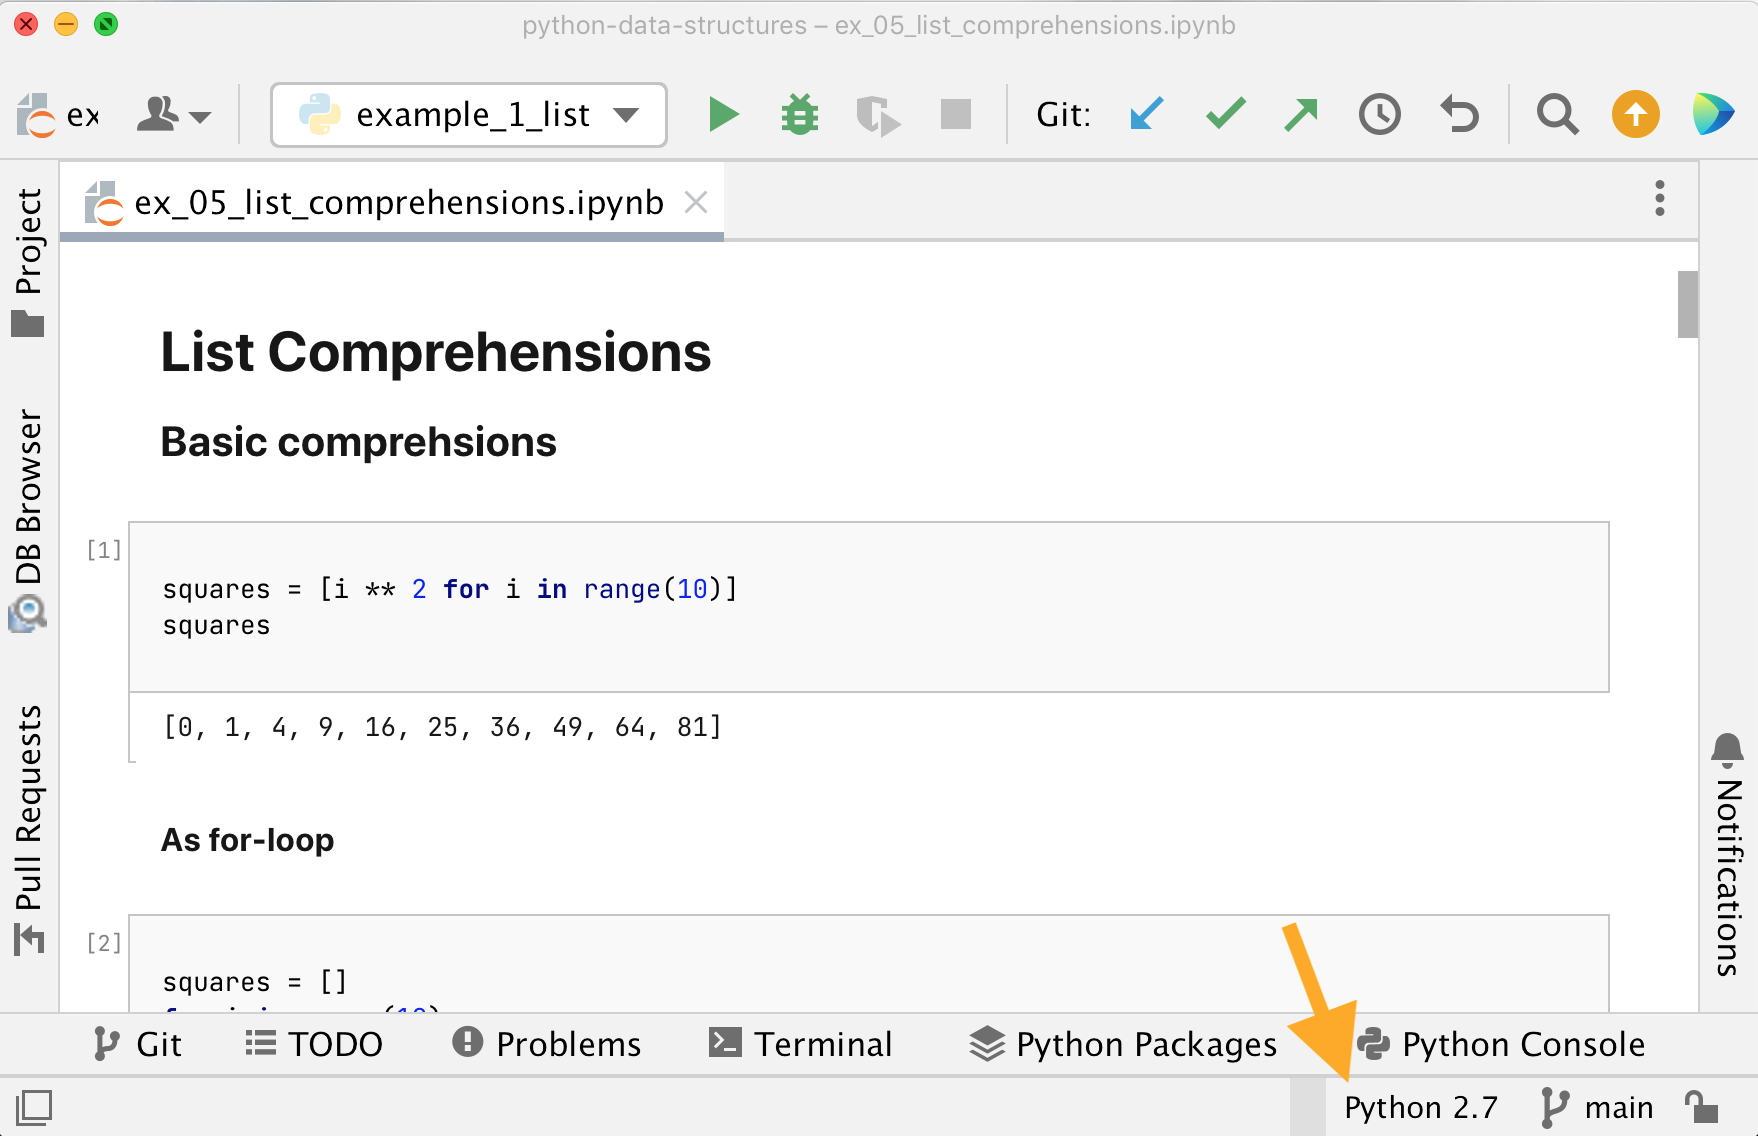 python-data-structures – ex_05_list_comprehensions.ipynb
ex
example_1_list
Git:
ex_05_list_comprehensions.ipynb
Project
DB Browser
Pull Requests
List Comprehensions
Basic comprehsions
[1]
squares = [i ** 2 for i in range(10)]
squares
[0, 1, 4, 9, 16, 25, 36, 49, 64, 81]
As for-loop
[2]
squares = []
Notifications
Git
TODO
Problems
Terminal
Python Packages
Python Console
Python 2.7
main